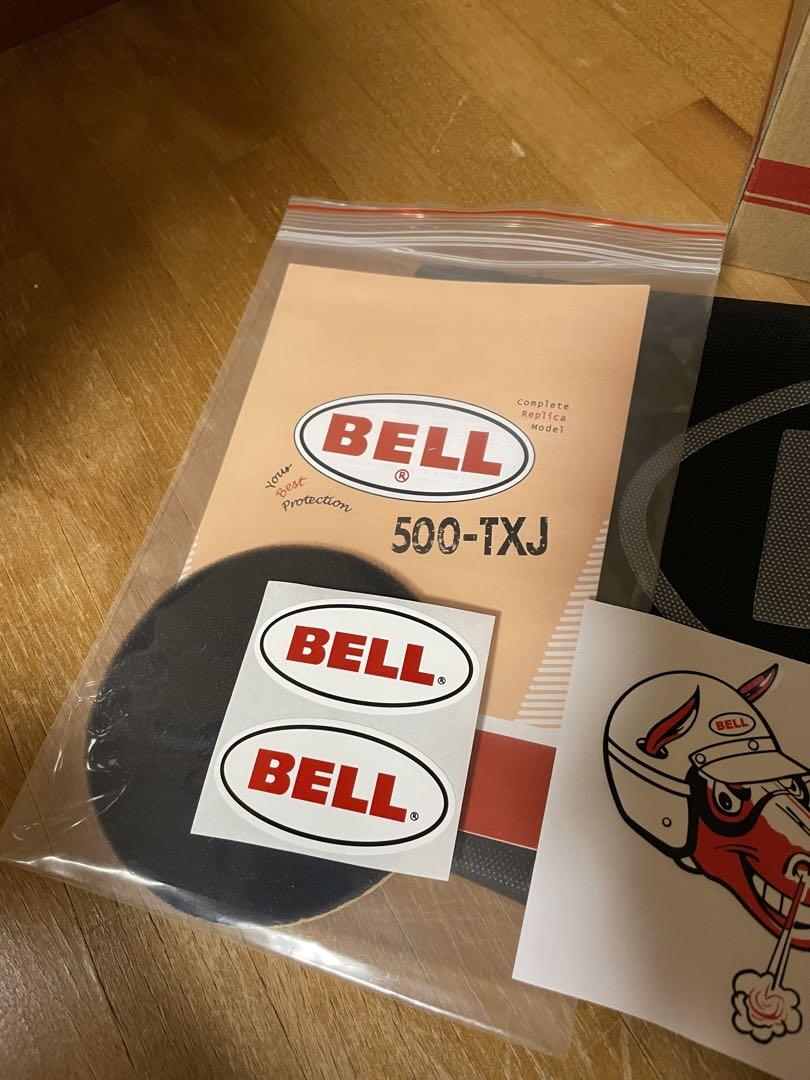 Complete
Replica
Model
BELL
®
Your
Best
Protection
500-TXJ
BELL®
BELL®
BELL